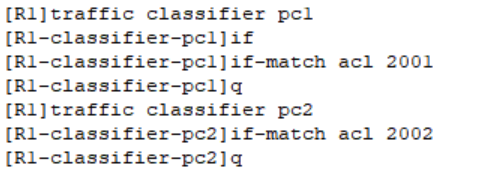 [R1]traffic classifier pc1
[R1-classifier-pc1]if
[R1-classifier-pc1]if-match acl 2001
[R1-classifier-pc1]q
[R1]traffic classifier pc2
[R1-classifier-pc2]if-match acl 2002
[R1-classifier-pc2]q